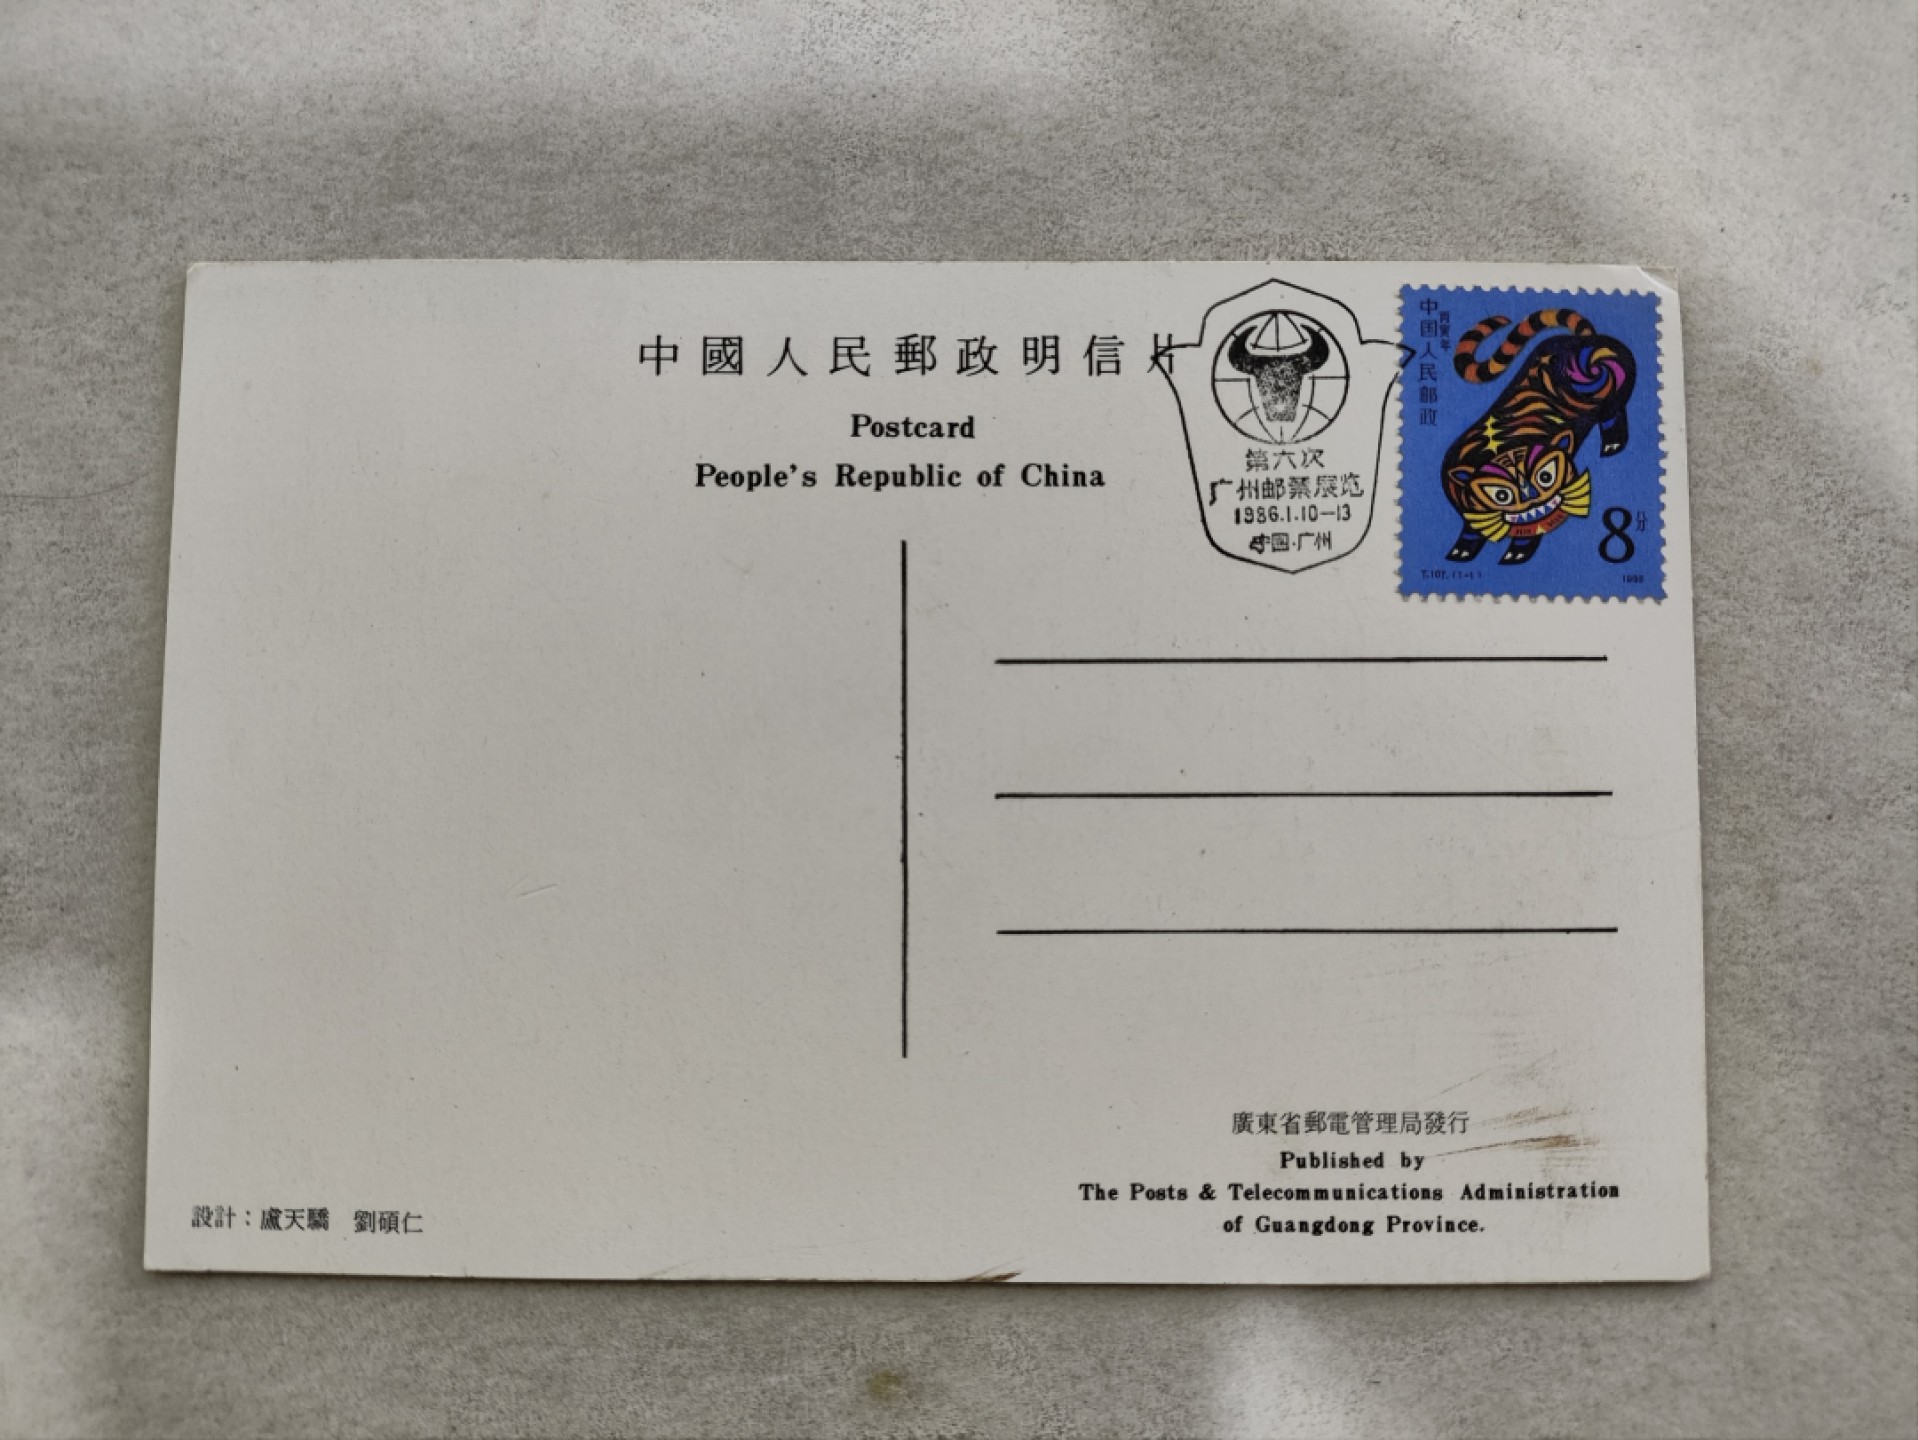 中國人民郵政明信片
Postcard
People's Republic of China
第六次
广州邮票展览
1986.1.10—13
中国·广州
中国人民邮政
丙寅年
8分
T.107.(1-1)
1986
廣東省郵電管理局發行
Published by
The Posts & Telecommunications Administration
of Guangdong Province.
設計：盧天驕 劉碩仁